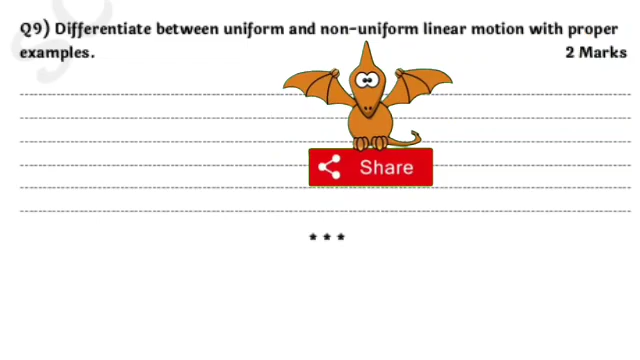 Q9) Differentiate between uniform and non-uniform linear motion with proper
examples. 2 Marks
Share
* * *